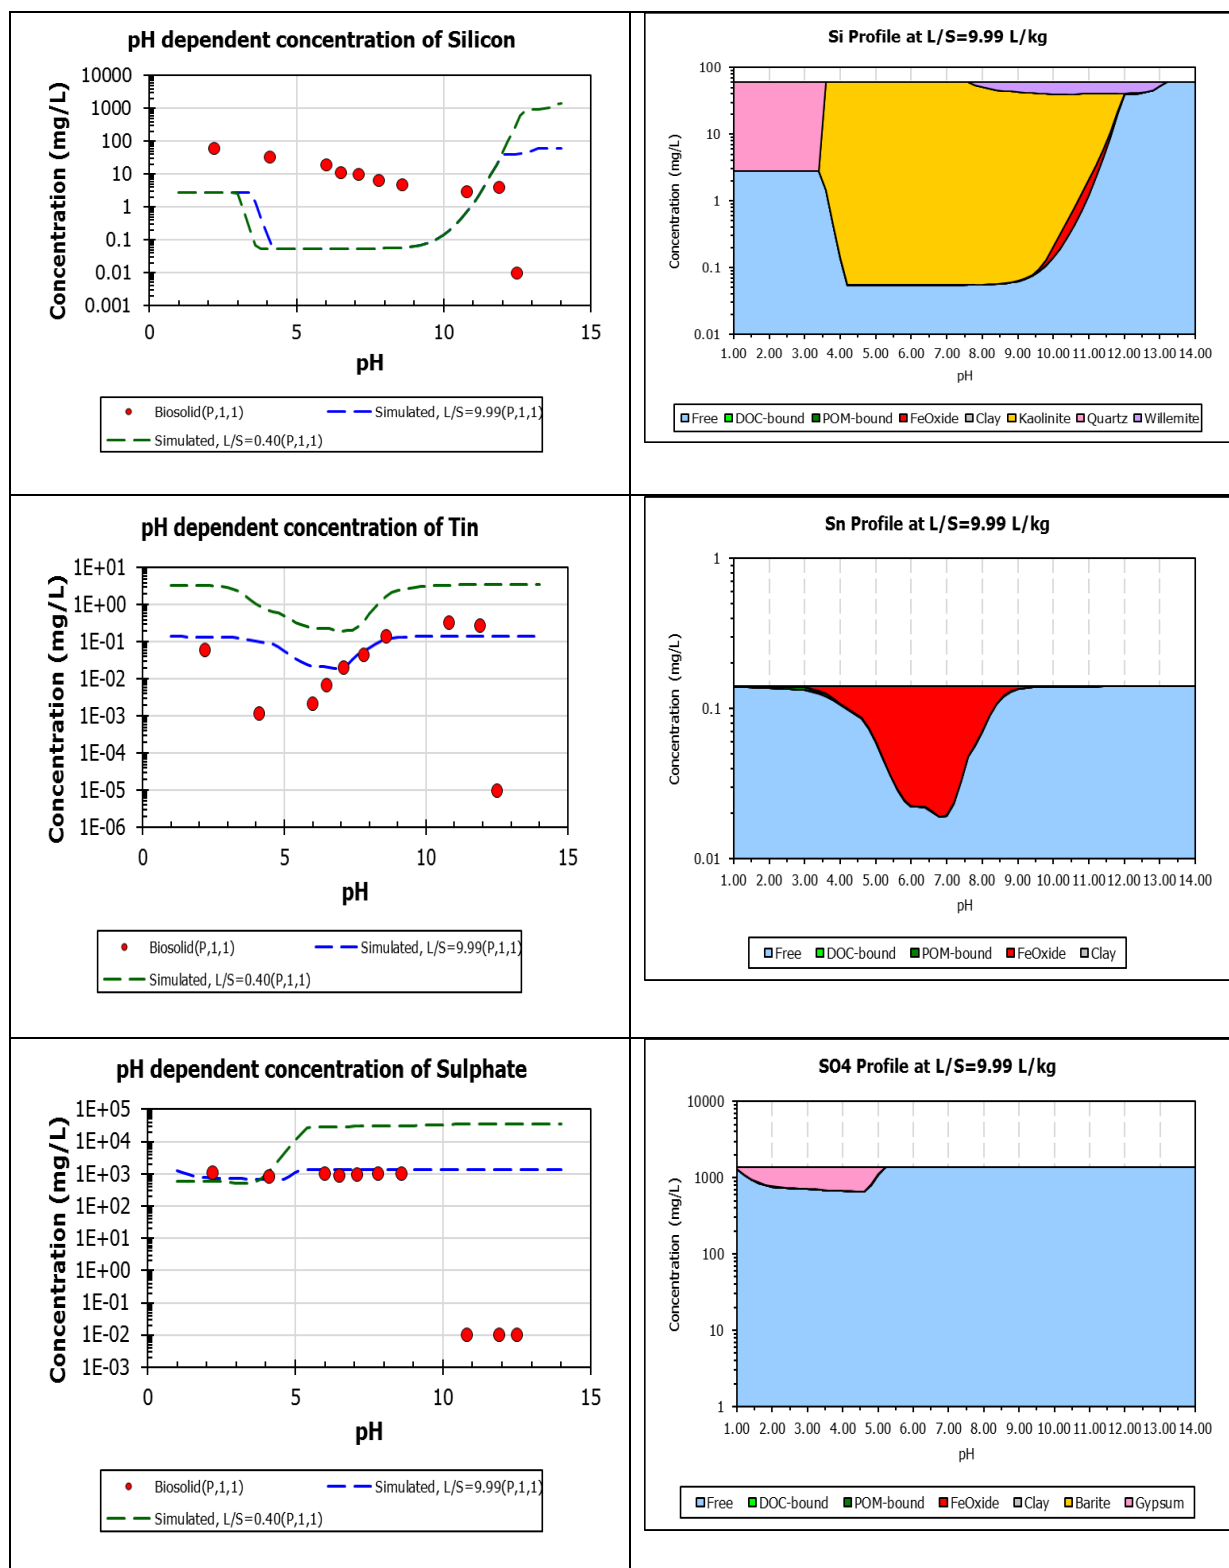 pH dependent concentration of Silicon
Concentration (mg/L)
10000
1000
100
10
1
0.1
0.01
0.001
0 5 10 15
pH
Biosolid(P,1,1) Simulated, L/S=9.99(P,1,1)
Simulated, L/S=0.40(P,1,1)
Si Profile at L/S=9.99 L/kg
Concentration (mg/L)
100
10
1
0.1
0.01
1.00 2.00 3.00 4.00 5.00 6.00 7.00 8.00 9.00 10.00 11.00 12.00 13.00 14.00
pH
Free DOC-bound POM-bound FeOxide Clay Kaolinite Quartz Willemite
pH dependent concentration of Tin
Concentration (mg/L)
1E+01
1E+00
1E-01
1E-02
1E-03
1E-04
1E-05
1E-06
0 5 10 15
pH
Biosolid(P,1,1) Simulated, L/S=9.99(P,1,1)
Simulated, L/S=0.40(P,1,1)
Sn Profile at L/S=9.99 L/kg
Concentration (mg/L)
1
0.1
0.01
1.00 2.00 3.00 4.00 5.00 6.00 7.00 8.00 9.00 10.00 11.00 12.00 13.00 14.00
pH
Free DOC-bound POM-bound FeOxide Clay
pH dependent concentration of Sulphate
Concentration (mg/L)
1E+05
1E+04
1E+03
1E+02
1E+01
1E+00
1E-01
1E-02
1E-03
0 5 10 15
pH
Biosolid(P,1,1) Simulated, L/S=9.99(P,1,1)
Simulated, L/S=0.40(P,1,1)
SO4 Profile at L/S=9.99 L/kg
Concentration (mg/L)
10000
1000
100
10
1
1.00 2.00 3.00 4.00 5.00 6.00 7.00 8.00 9.00 10.00 11.00 12.00 13.00 14.00
pH
Free DOC-bound POM-bound FeOxide Clay Barite Gypsum